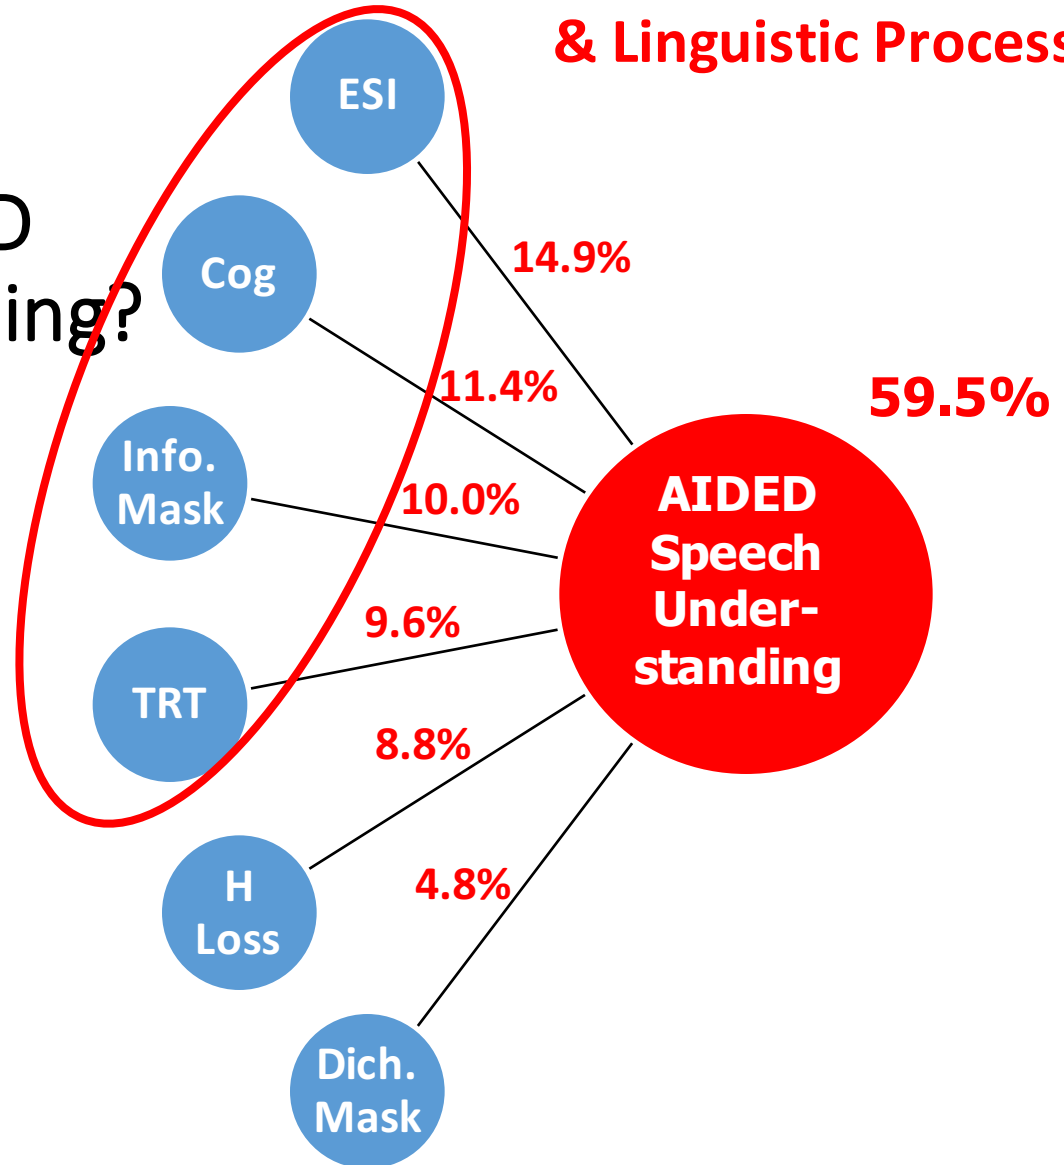 & Linguistic Process
ESI
D
ing?
Cog
14.9%
11.4%
59.5%
Info.
Mask
10.0%
AIDED
Speech
Under-
standing
9.6%
TRT
8.8%
H
Loss
4.8%
Dich.
Mask